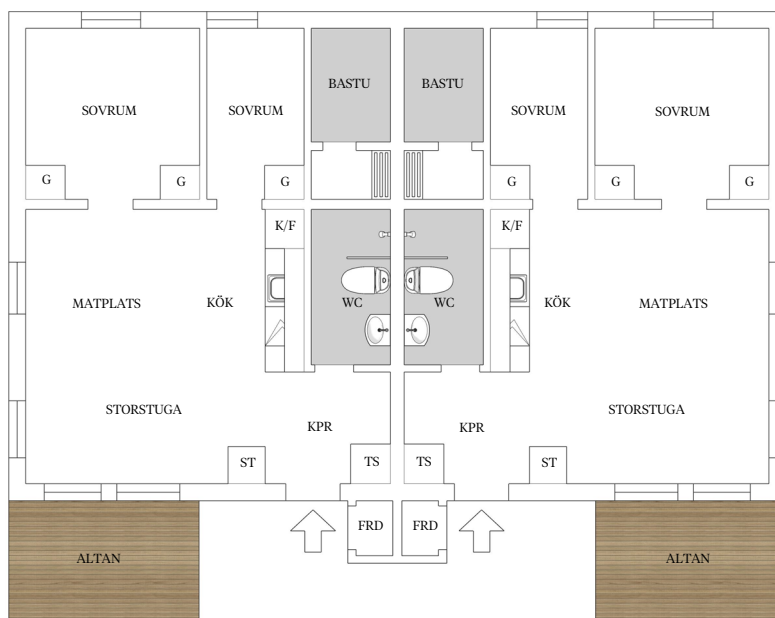 BASTU BASTU
SOVRUM SOVRUM SOVRUM SOVRUM
G G G G G G
K/F K/F
MATPLATS KÖK WC WC KÖK MATPLATS
STORSTUGA STORSTUGA
KPR KPR
ST TS TS ST
FRD FRD
ALTAN ALTAN